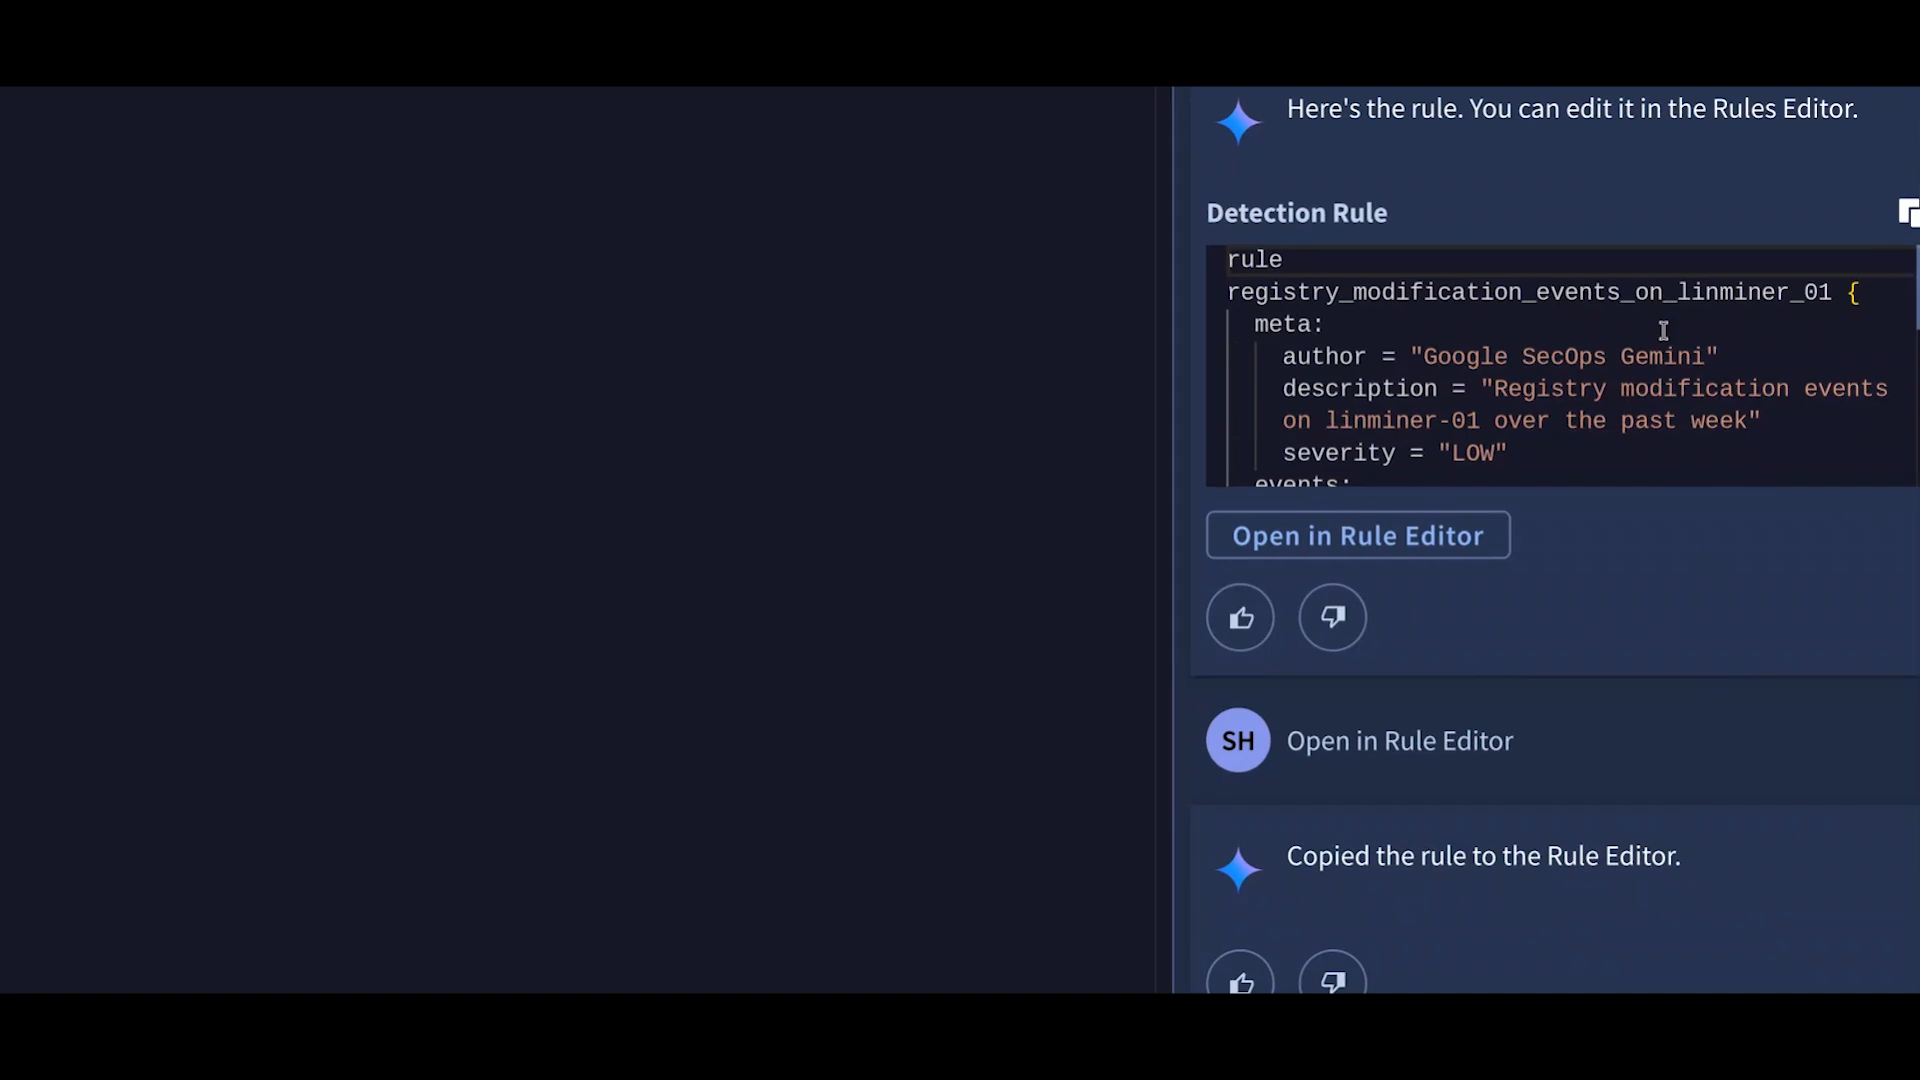 Here's the rule. You can edit it in the Rules Editor.
Detection Rule
rule
registry_modification_events_on_linminer_01 {
meta:
author = "Google SecOps Gemini"
description = "Registry modification events
on linminer-01 over the past week"
severity = "LOW"
events:
Open in Rule Editor
SH Open in Rule Editor
Copied the rule to the Rule Editor.